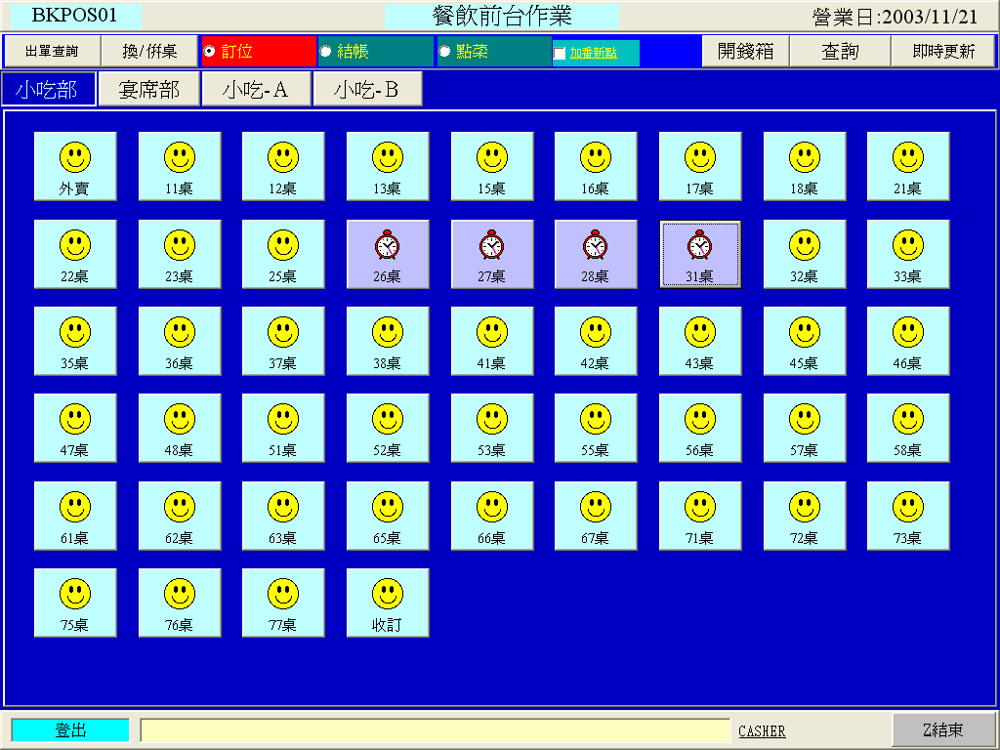 BKPOS01 餐飲前台作業 營業日:2003/11/21
出單查詢 換/併桌 訂位 結帳 點菜 加番新點 開錢箱 查詢 即時更新
小吃部 宴席部 小吃-A 小吃-B
外賣 11桌 12桌 13桌 15桌 16桌 17桌 18桌 21桌
22桌 23桌 25桌 26桌 27桌 28桌 31桌 32桌 33桌
35桌 36桌 37桌 38桌 41桌 42桌 43桌 45桌 46桌
47桌 48桌 51桌 52桌 53桌 55桌 56桌 57桌 58桌
61桌 62桌 63桌 65桌 66桌 67桌 71桌 72桌 73桌
75桌 76桌 77桌 收訂
登出 CASHER Z結束